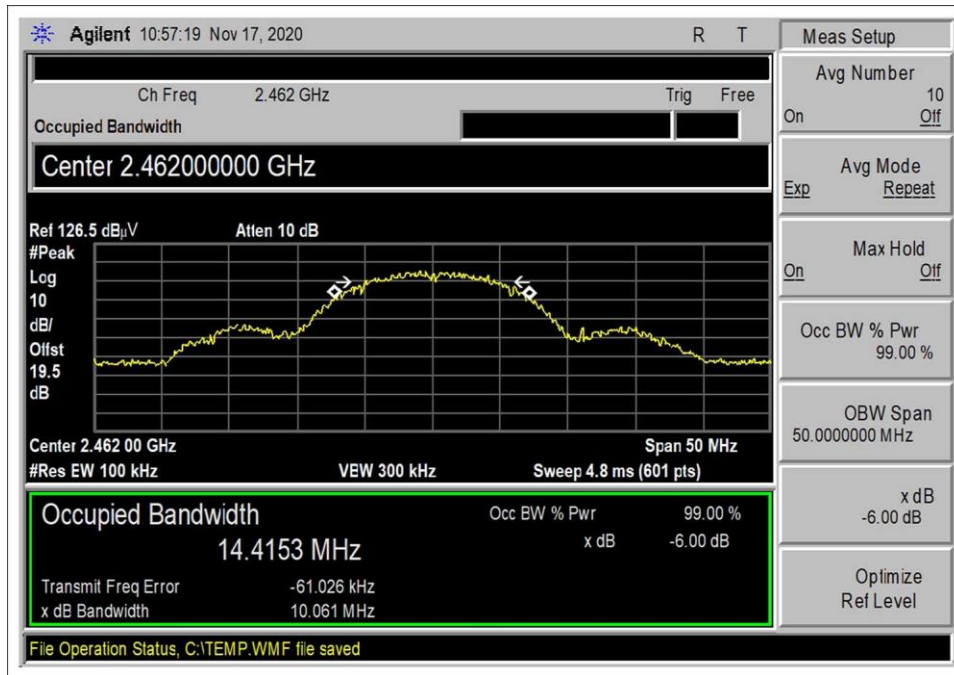 Agilent 10:57:19 Nov 17, 2020 R T
Ch Freq 2.462 GHz Trig Free
Occupied Bandwidth
Center 2.462000000 GHz
Ref 126.5 dBµV Atten 10 dB
#Peak
Log
10
dB/
Offst
19.5
dB
Center 2.462 00 GHz Span 50 MHz
#Res EW 100 kHz VBW 300 kHz Sweep 4.8 ms (601 pts)
Occupied Bandwidth Occ BW % Pwr 99.00 %
14.4153 MHz x dB -6.00 dB
Transmit Freq Error -61.026 kHz
x dB Bandwidth 10.061 MHz
File Operation Status, C:\TEMP.WMF file saved
Meas Setup
Avg Number
10
On Off
Avg Mode
Exp Repeat
Max Hold
On Off
Occ BW % Pwr
99.00 %
OBW Span
50.0000000 MHz
x dB
-6.00 dB
Optimize
Ref Level